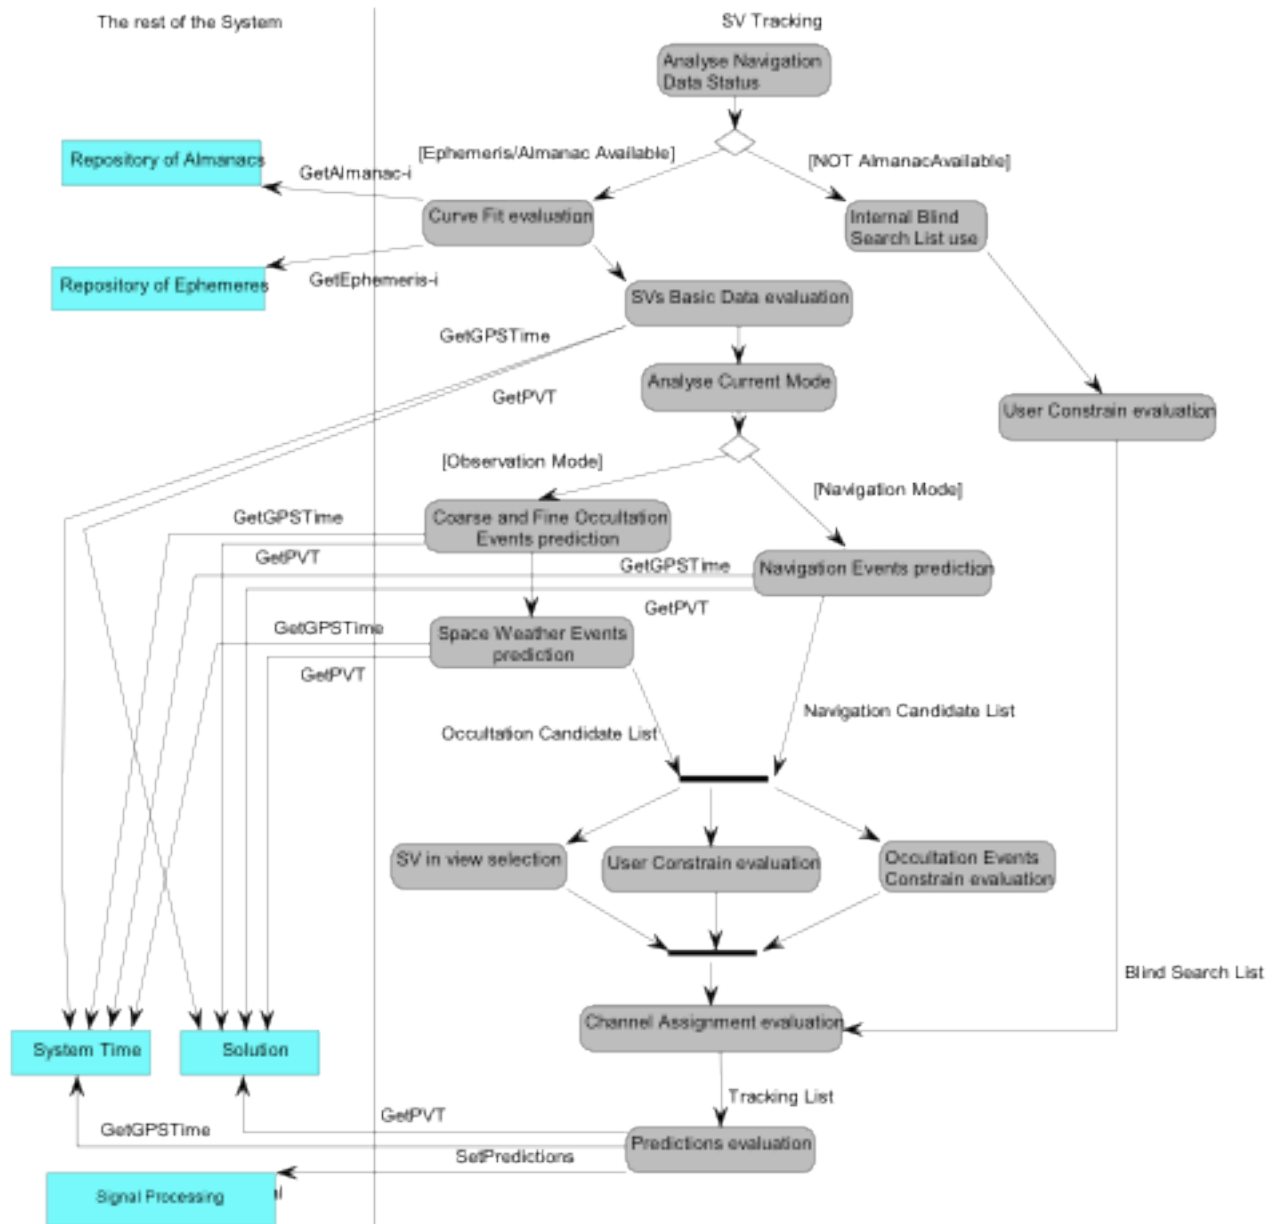 The rest of the System
SV Tracking
Analyse Navigation
Data Status
[Ephemeris/Almanac Available]
[NOT AlmanacAvailable]
Repository of Almanacs
GetAlmanac-i
Curve Fit evaluation
Internal Blind
Search List use
Repository of Ephemeres
GetEphemeris-i
SVs Basic Data evaluation
GetGPSTime
Analyse Current Mode
GetPVT
User Constrain evaluation
[Observation Mode]
[Navigation Mode]
GetGPSTime
Coarse and Fine Occultation
Events prediction
GetPVT
GetGPSTime
Navigation Events prediction
GetPVT
GetGPSTime
Space Weather Events
prediction
GetPVT
Navigation Candidate List
Occultation Candidate List
SV in view selection
User Constrain evaluation
Occultation Events
Constrain evaluation
Blind Search List
Channel Assignment evaluation
System Time
Solution
Tracking List
GetPVT
GetGPSTime
Predictions evaluation
SetPredictions
Signal Processing